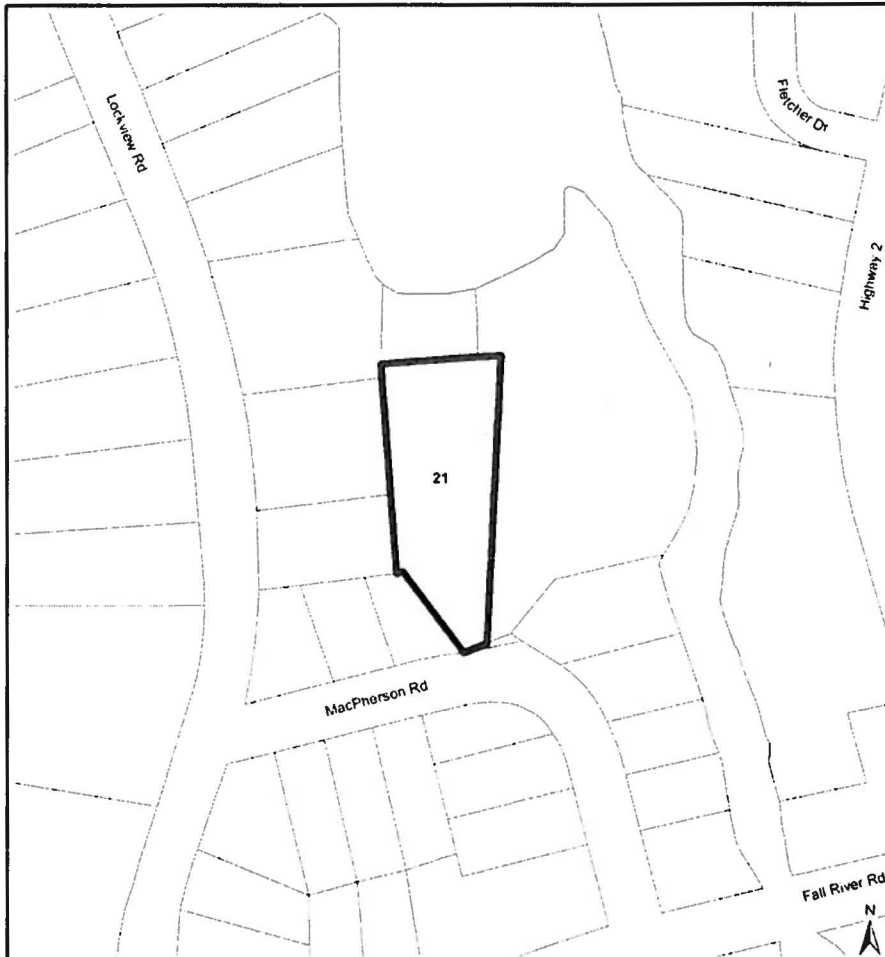 Lockview Rd
Fletcher Dr
Highway 2
21
MacPherson Rd
Fall River Rd
N